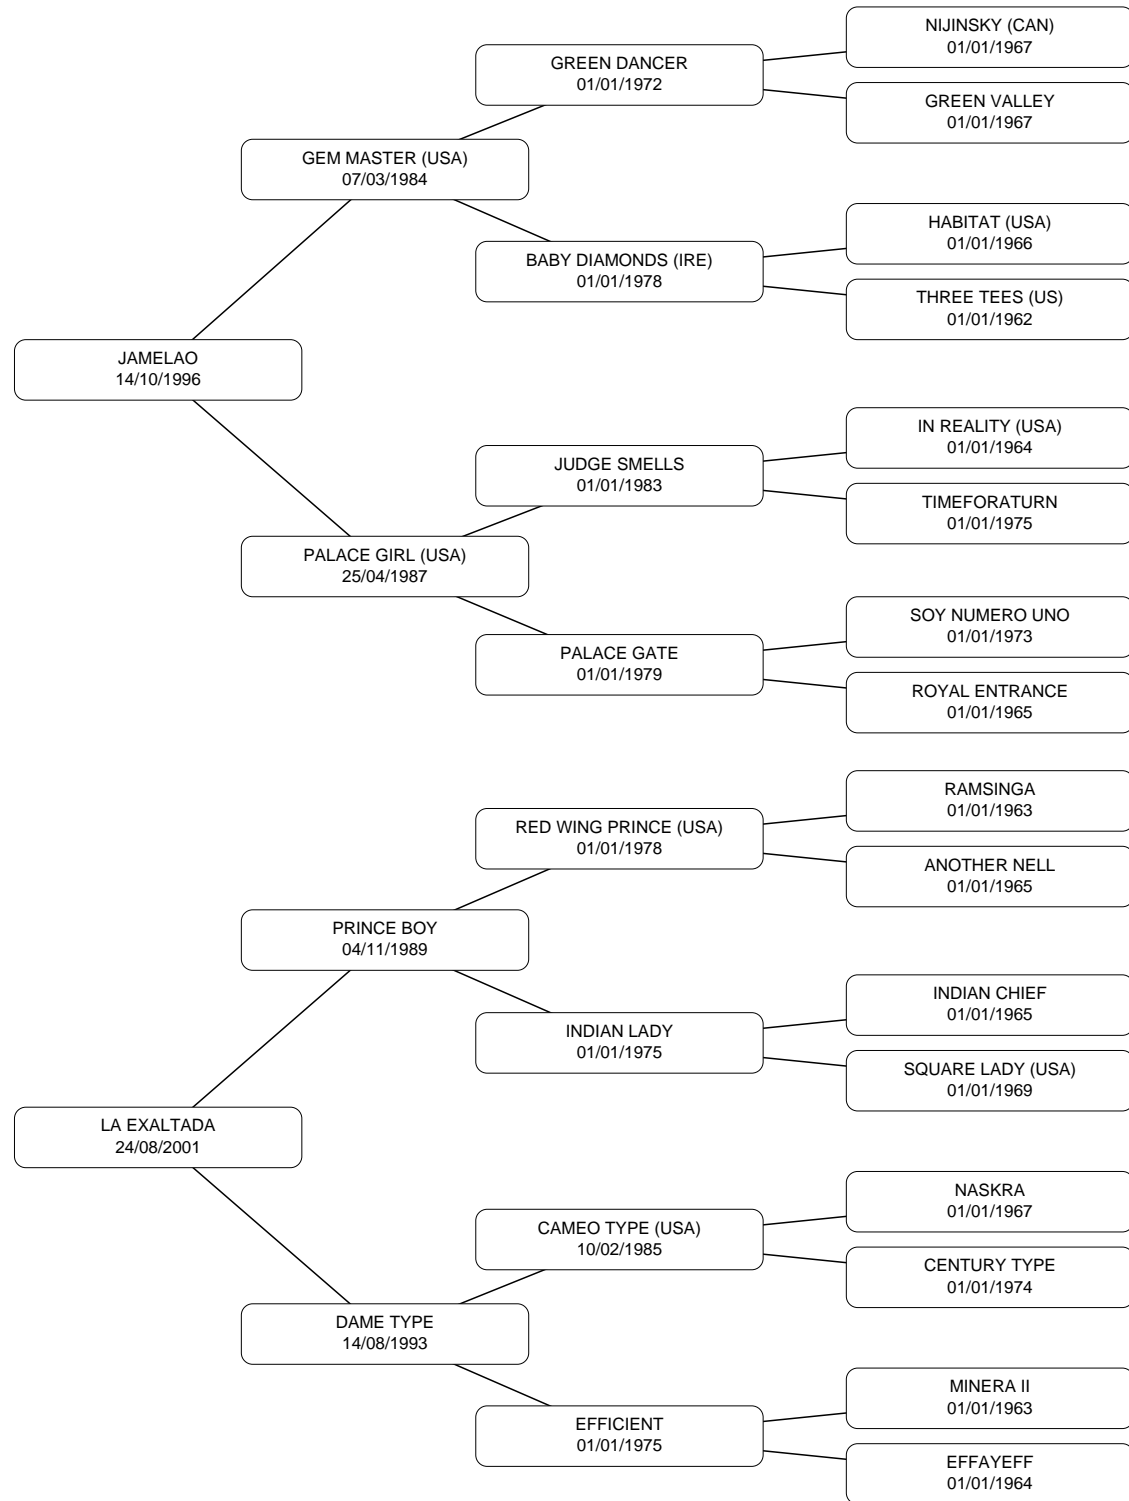 NIJINSKY (CAN)
01/01/1967
GREEN DANCER
01/01/1972
GREEN VALLEY
01/01/1967
GEM MASTER (USA)
07/03/1984
HABITAT (USA)
01/01/1966
BABY DIAMONDS (IRE)
01/01/1978
THREE TEES (US)
01/01/1962
JAMELAO
14/10/1996
IN REALITY (USA)
01/01/1964
JUDGE SMELLS
01/01/1983
TIMEFORATURN
01/01/1975
PALACE GIRL (USA)
25/04/1987
SOY NUMERO UNO
01/01/1973
PALACE GATE
01/01/1979
ROYAL ENTRANCE
01/01/1965
RAMSINGA
01/01/1963
RED WING PRINCE (USA)
01/01/1978
ANOTHER NELL
01/01/1965
PRINCE BOY
04/11/1989
INDIAN CHIEF
01/01/1965
INDIAN LADY
01/01/1975
SQUARE LADY (USA)
01/01/1969
LA EXALTADA
24/08/2001
NASKRA
01/01/1967
CAMEO TYPE (USA)
10/02/1985
CENTURY TYPE
01/01/1974
DAME TYPE
14/08/1993
MINERA II
01/01/1963
EFFICIENT
01/01/1975
EFFAYEFF
01/01/1964